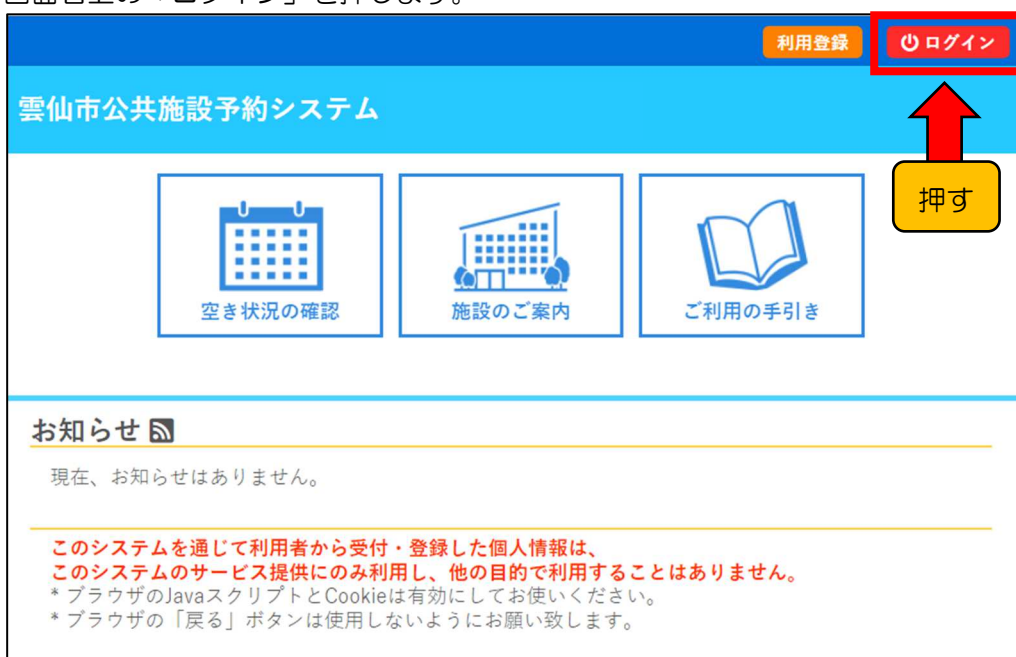 利用登録
ログイン
雲仙市公共施設予約システム
押す
空き状況の確認
施設のご案内
ご利用の手引き
お知らせ
現在、お知らせはありません。
このシステムを通じて利用者から受付・登録した個人情報は、
このシステムのサービス提供にのみ利用し、他の目的で利用することはありません。
* ブラウザのJavaスクリプトとCookieは有効にしてお使いください。
* ブラウザの「戻る」ボタンは使用しないようにお願い致します。